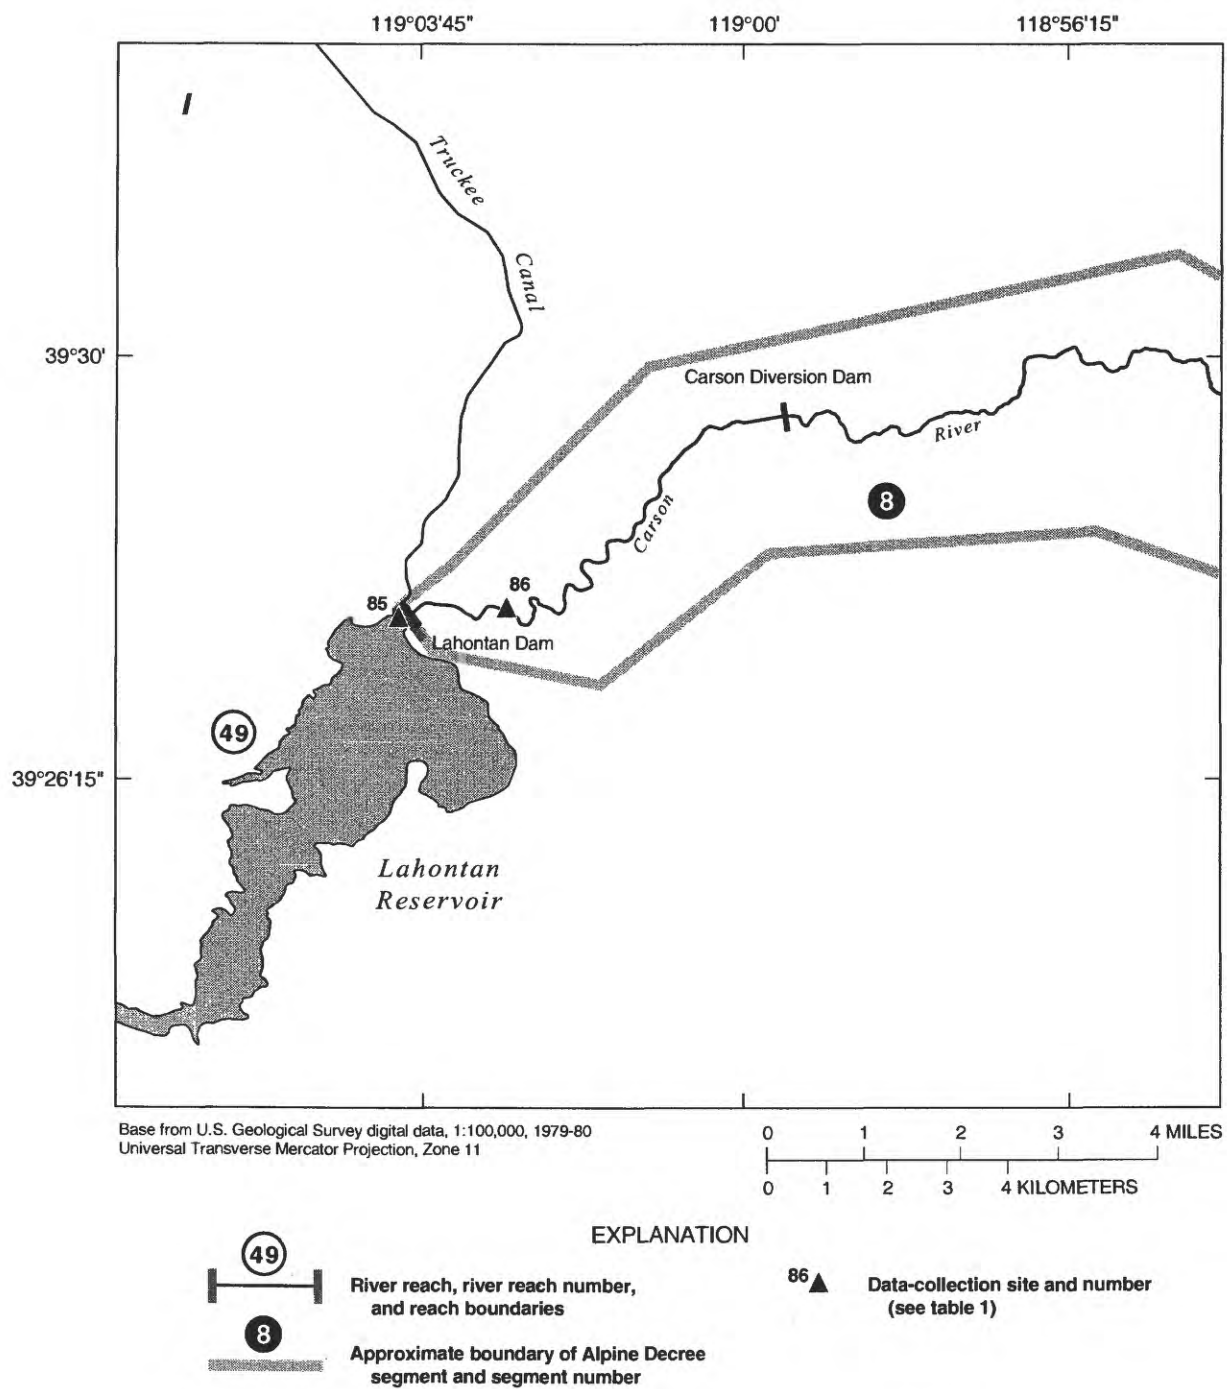 119°03'45"
119°00'
118°56'15"
I
Truckee
Canal
39°30'
Carson Diversion Dam
River
8
Carson
86
85
Lahontan Dam
49
39°26'15"
Lahontan
Reservoir
Base from U.S. Geological Survey digital data, 1:100,000, 1979-80
Universal Transverse Mercator Projection, Zone 11
0 1 2 3 4 MILES
0 1 2 3 4 KILOMETERS
EXPLANATION
49
River reach, river reach number,
and reach boundaries
86
Data-collection site and number
(see table 1)
8
Approximate boundary of Alpine Decree
segment and segment number